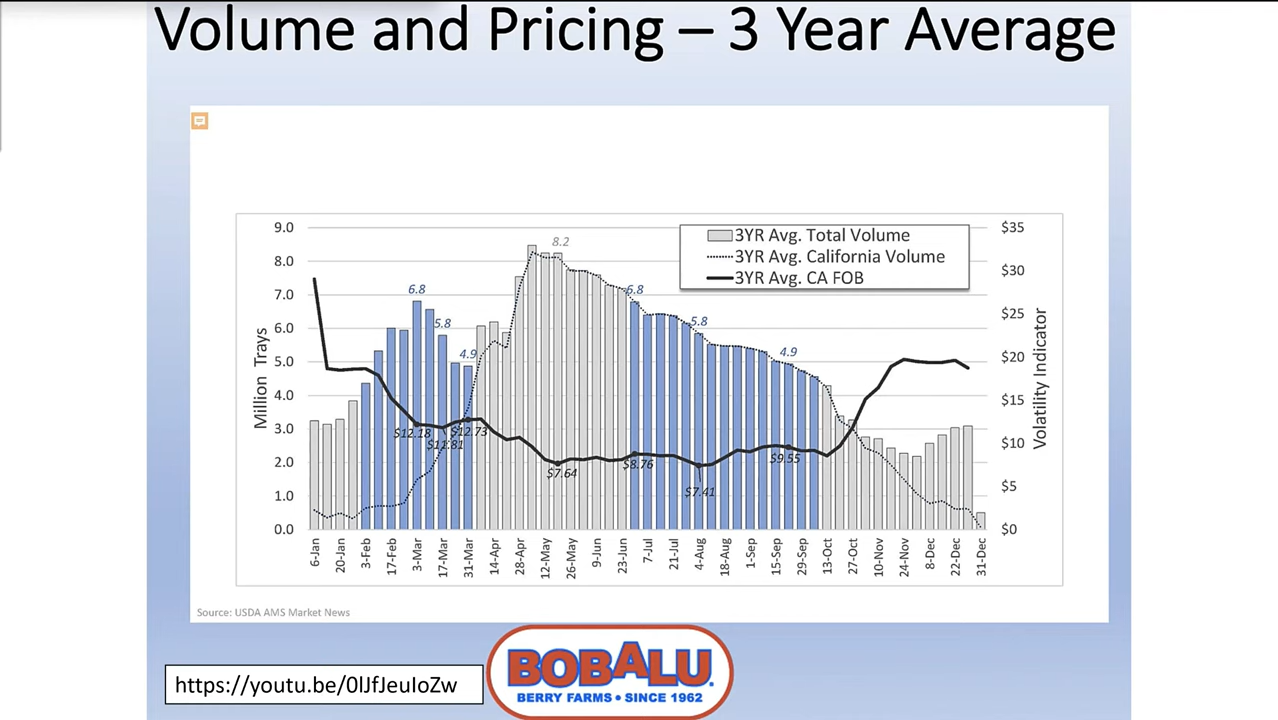 Volume and Pricing – 3 Year Average
9.0
8.0
7.0
6.0
5.0
4.0
3.0
2.0
1.0
0.0
Million Trays
$35
$30
$25
$20
$15
$10
$5
$0
Volatility Indicator
3YR Avg. Total Volume
3YR Avg. California Volume
3YR Avg. CA FOB
6.8
5.8
4.9
8.2
6.8
5.8
4.9
$12.18
$11.81
$12.73
$7.64
$8.76
$7.41
$9.55
6-Jan
20-Jan
3-Feb
17-Feb
3-Mar
17-Mar
31-Mar
14-Apr
28-Apr
12-May
26-May
9-Jun
23-Jun
7-Jul
21-Jul
4-Aug
18-Aug
1-Sep
15-Sep
29-Sep
13-Oct
27-Oct
10-Nov
24-Nov
8-Dec
22-Dec
31-Dec
Source: USDA AMS Market News
https://youtu.be/0lJfJeuIoZw
BOBALU
BERRY FARMS • SINCE 1962